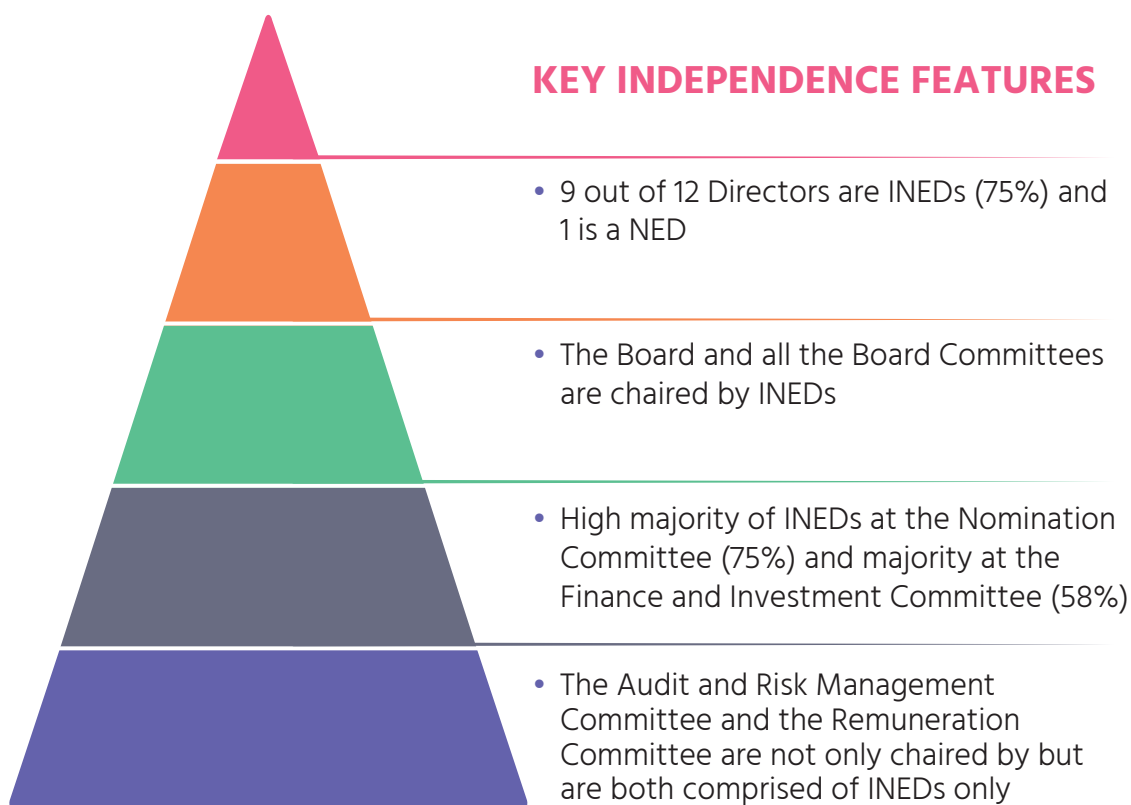 KEY INDEPENDENCE FEATURES
• 9 out of 12 Directors are INEDs (75%) and
1 is a NED
• The Board and all the Board Committees
are chaired by INEDs
• High majority of INEDs at the Nomination
Committee (75%) and majority at the
Finance and Investment Committee (58%)
• The Audit and Risk Management
Committee and the Remuneration
Committee are not only chaired by but
are both comprised of INEDs only